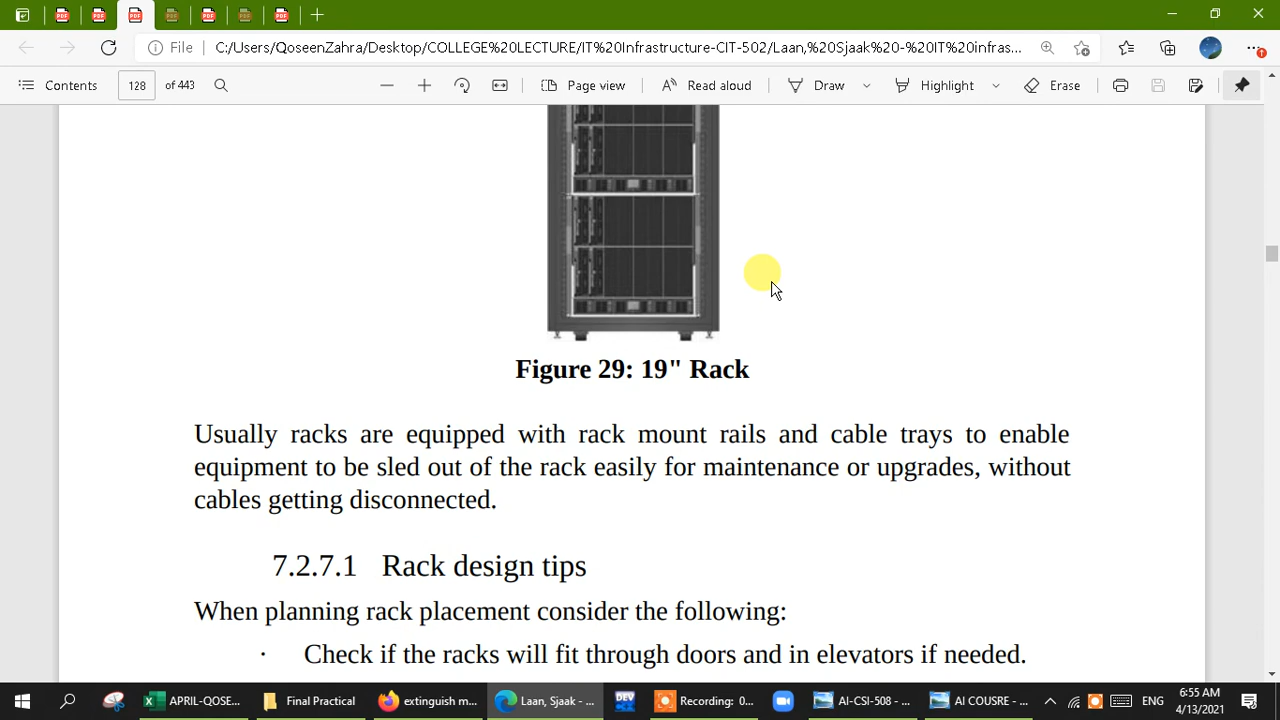 File
C:/Users/QoseenZahra/Desktop/COLLEGE%20LECTURE/IT%20Infrastructure-CIT-502/Laan,%20Sjaak%20-%20IT%20infras...
Contents
128
of 443
Page view
Read aloud
Draw
Highlight
Erase
Figure 29: 19" Rack
Usually racks are equipped with rack mount rails and cable trays to enable
equipment to be sled out of the rack easily for maintenance or upgrades, without
cables getting disconnected.
7.2.7.1 Rack design tips
When planning rack placement consider the following:
· Check if the racks will fit through doors and in elevators if needed.
APRIL-QOSE...
Final Practical
extinguish m...
Laan, Sjaak - ...
DEV
Recording: 0...
AI-CSI-508 - ...
AI COUSRE - ...
ENG
6:55 AM
4/13/2021